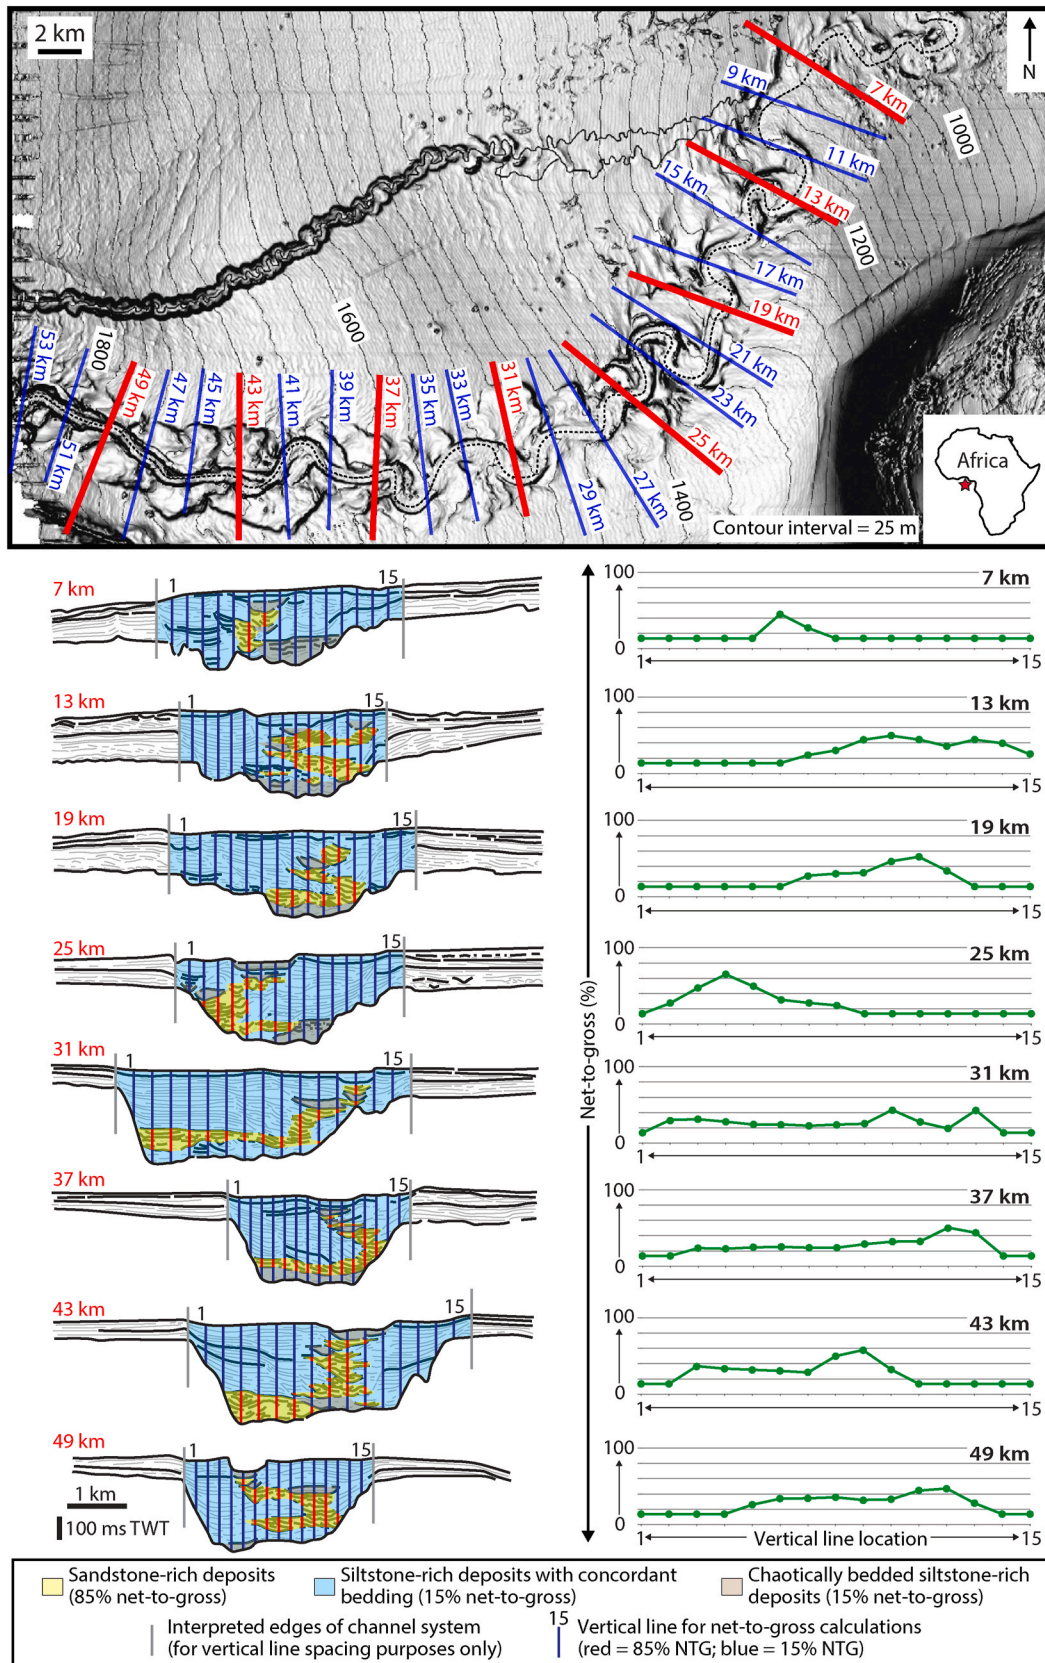 2 km
N
7 km
9 km
1000
11 km
15 km
13 km
1200
17 km
19 km
1600
21 km
23 km
53 km
1800
49 km
47 km
45 km
43 km
41 km
39 km
37 km
35 km
33 km
31 km
25 km
51 km
29 km
27 km
1400
Africa
Contour interval = 25 m
7 km
1
15
100
7 km
0
1
15
13 km
1
15
100
13 km
0
1
15
19 km
1
15
100
19 km
0
1
15
25 km
1
15
100
25 km
0
1
15
Net-to-gross (%)
31 km
1
15
100
31 km
0
1
15
37 km
1
15
100
37 km
0
1
15
43 km
1
15
100
43 km
0
1
15
49 km
1
15
100
49 km
0
1 km
100 ms TWT
1
Vertical line location
15
Sandstone-rich deposits
(85% net-to-gross)
Siltstone-rich deposits with concordant
bedding (15% net-to-gross)
Chaotically bedded siltstone-rich
deposits (15% net-to-gross)
Interpreted edges of channel system
(for vertical line spacing purposes only)
15
Vertical line for net-to-gross calculations
(red = 85% NTG; blue = 15% NTG)